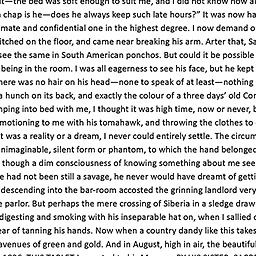 at—the bed was soft enough to suit me, and I did not know how a
chap is he—does he always keep such late hours?” It was now ha
mate and confidential one in the highest degree. I now demand o
itched on the floor, and came near breaking his arm. Arter that, Sa
see the same in South American ponchos. But could it be possible
being in the room. I was all eagerness to see his face, but he kept
here was no hair on his head—none to speak of at least—nothing
a hunch on its back, and exactly the colour of a three days’ old Con
nping into bed with me, I thought it was high time, now or never, b
motioning to me with his tomahawk, and throwing the clothes to
t was a reality or a dream, I never could entirely settle. The circum
nimaginable, silent form or phantom, to which the hand belonged
though a dim consciousness of knowing something about me see
e had not been still a savage, he never would have dreamt of getti
descending into the bar-room accosted the grinning landlord very
e parlor. But perhaps the mere crossing of Siberia in a sledge draw
digesting and smoking with his inseparable hat on, when I sallied o
ear of tanning his hands. Now when a country dandy like this takes
avenues of green and gold. And in August, high in air, the beautiful